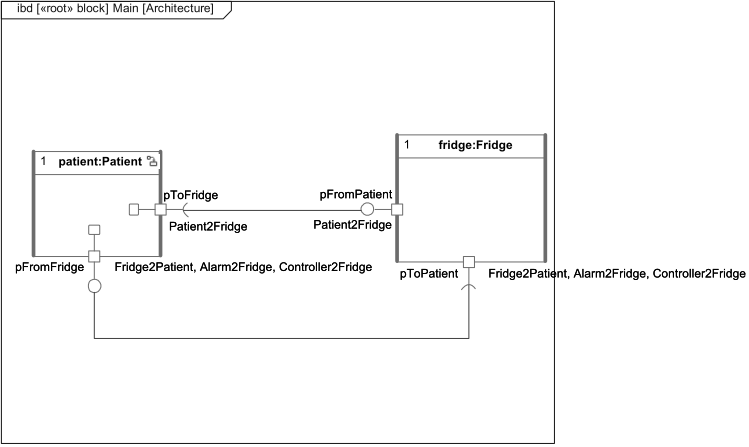 ibd [«root» block] Main [Architecture]
1 fridge:Fridge
1 patient:Patient
pToFridge
pFromPatient
Patient2Fridge
Patient2Fridge
pFromFridge
Fridge2Patient, Alarm2Fridge, Controller2Fridge
pToPatient
Fridge2Patient, Alarm2Fridge, Controller2Fridge